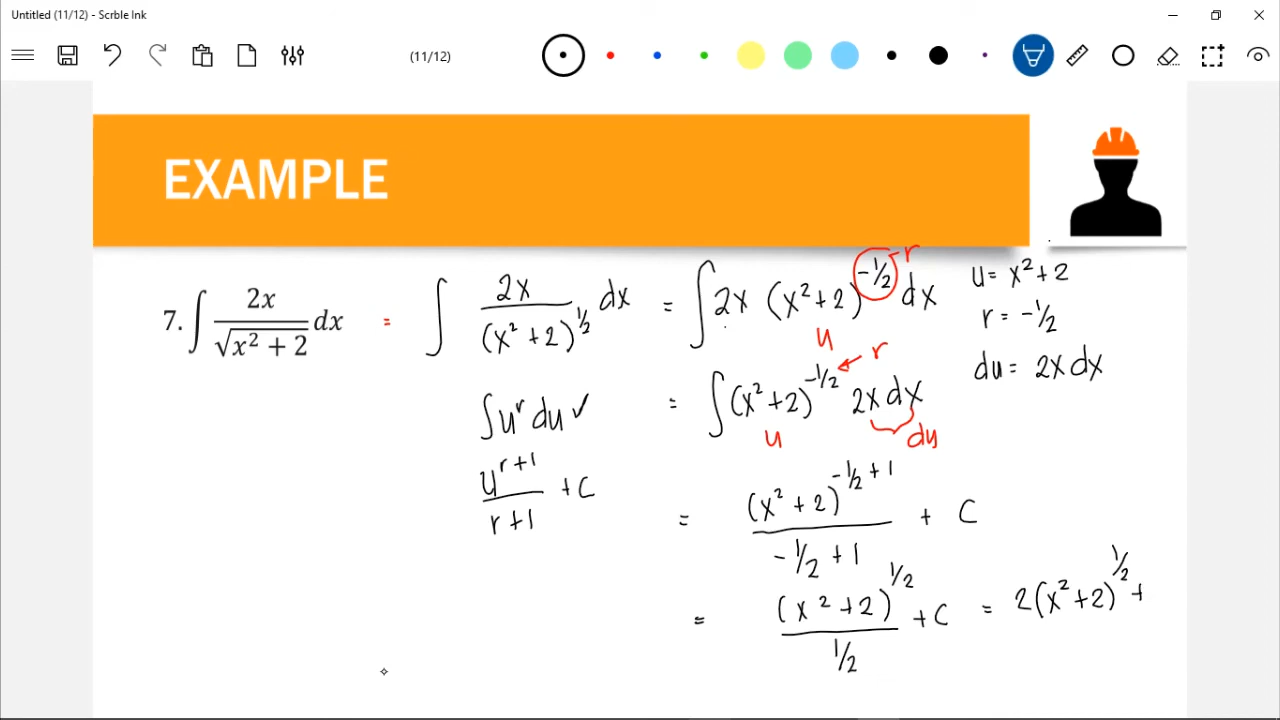 Untitled (11/12) - Scrble Ink
(11/12)
EXAMPLE
7. ∫ 2x / √(x² + 2) dx = ∫ 2x / (x² + 2)^½ dx = ∫ 2x (x² + 2)^-½ dx
r
u
u = x² + 2
r = -½
du = 2x dx
∫ u^r du ✓
= ∫ (x² + 2)^-1/2 2x dx
r
u
du
u^(r+1) / (r+1) + C
= (x² + 2)^(-½ + 1) / (-½ + 1) + C
= (x² + 2)^½ / ½ + C = 2(x² + 2)^½ +